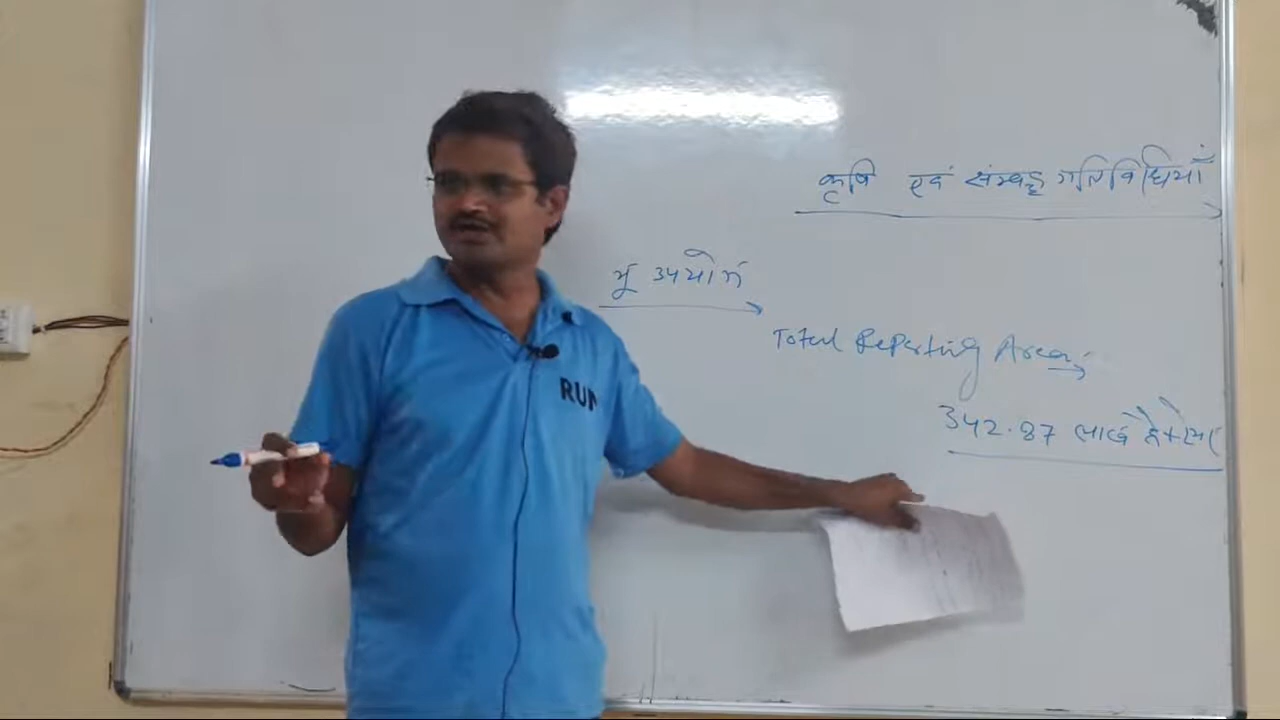 कृषि एवं संम्बद्ध गतिविधियाँ
भू उपयोग
Total Reporting Area:
342.87 लाख हैक्टेयर
RUN